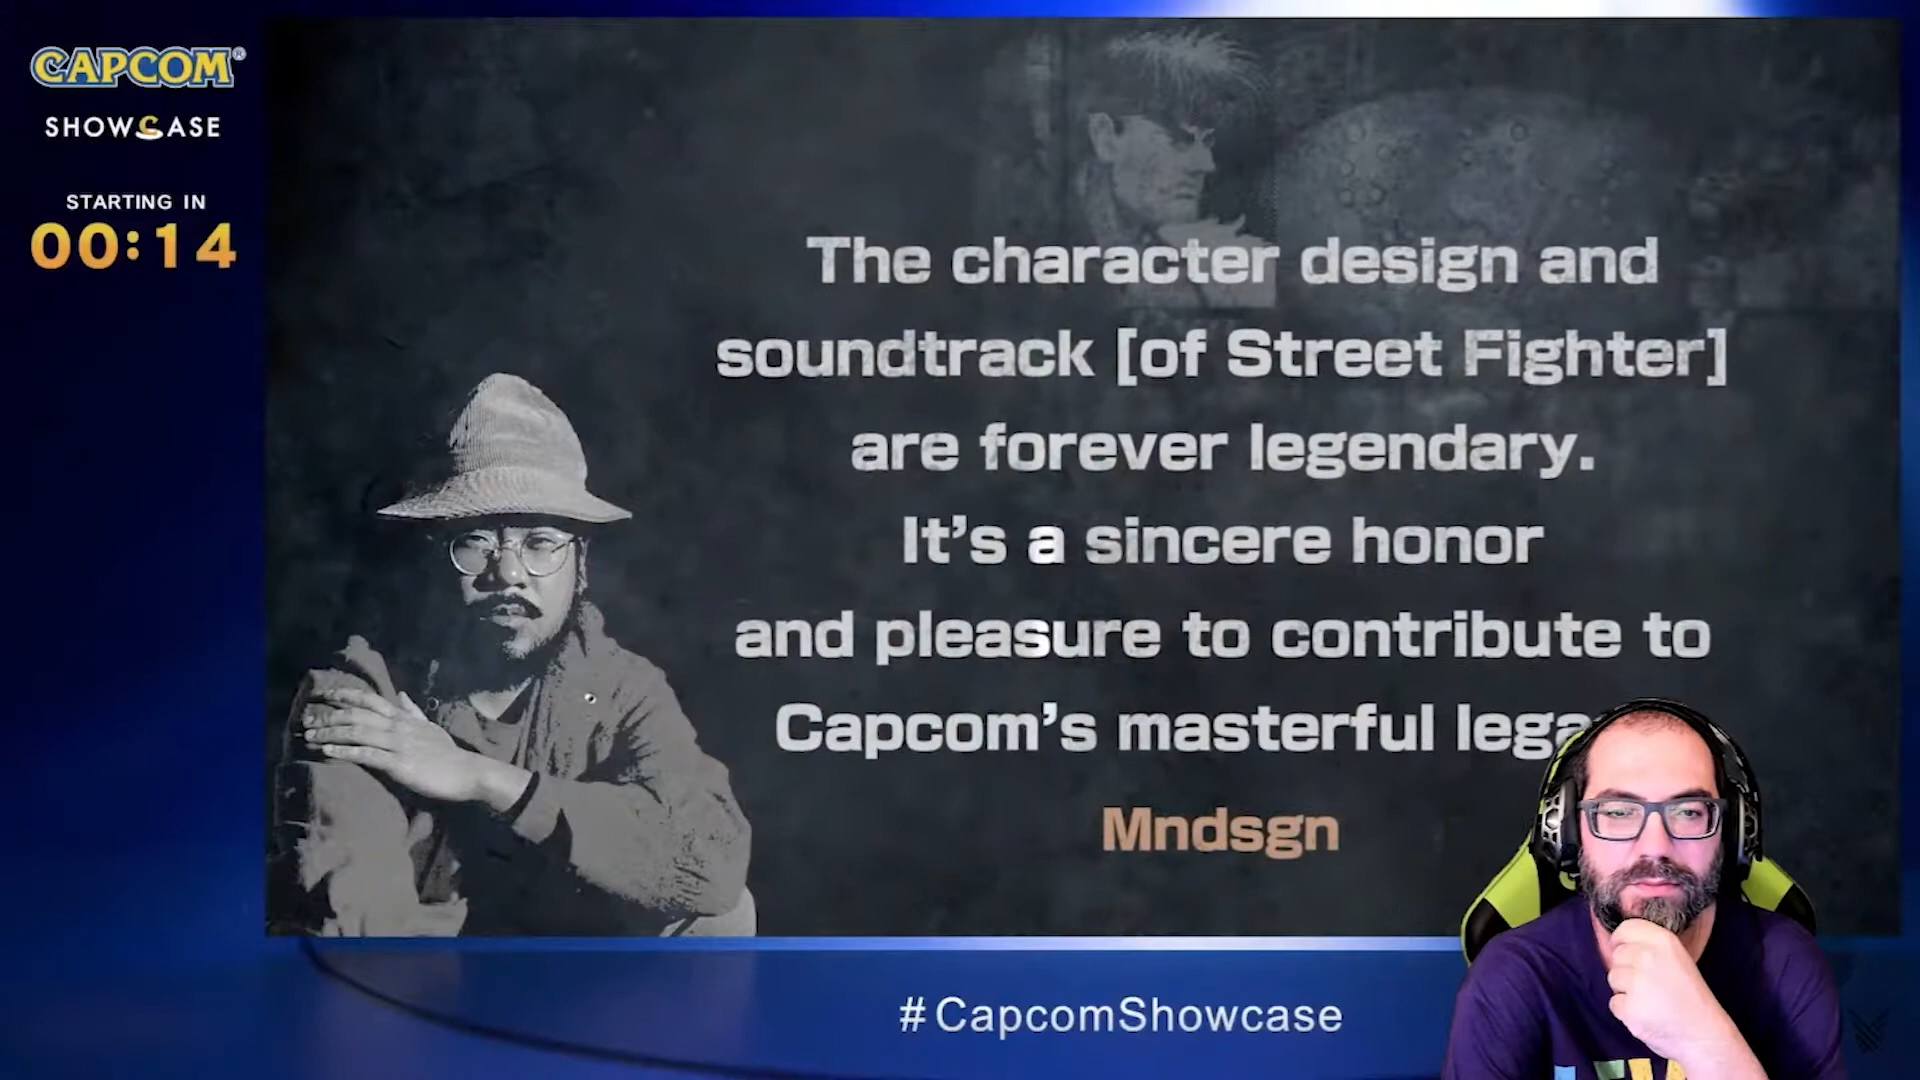 CAPCOM®
SHOWCASE
STARTING IN
00:14
The character design and
soundtrack [of Street Fighter]
are forever legendary.
It's a sincere honor
and pleasure to contribute to
Capcom's masterful
Mndsgn
#CapcomShowcase